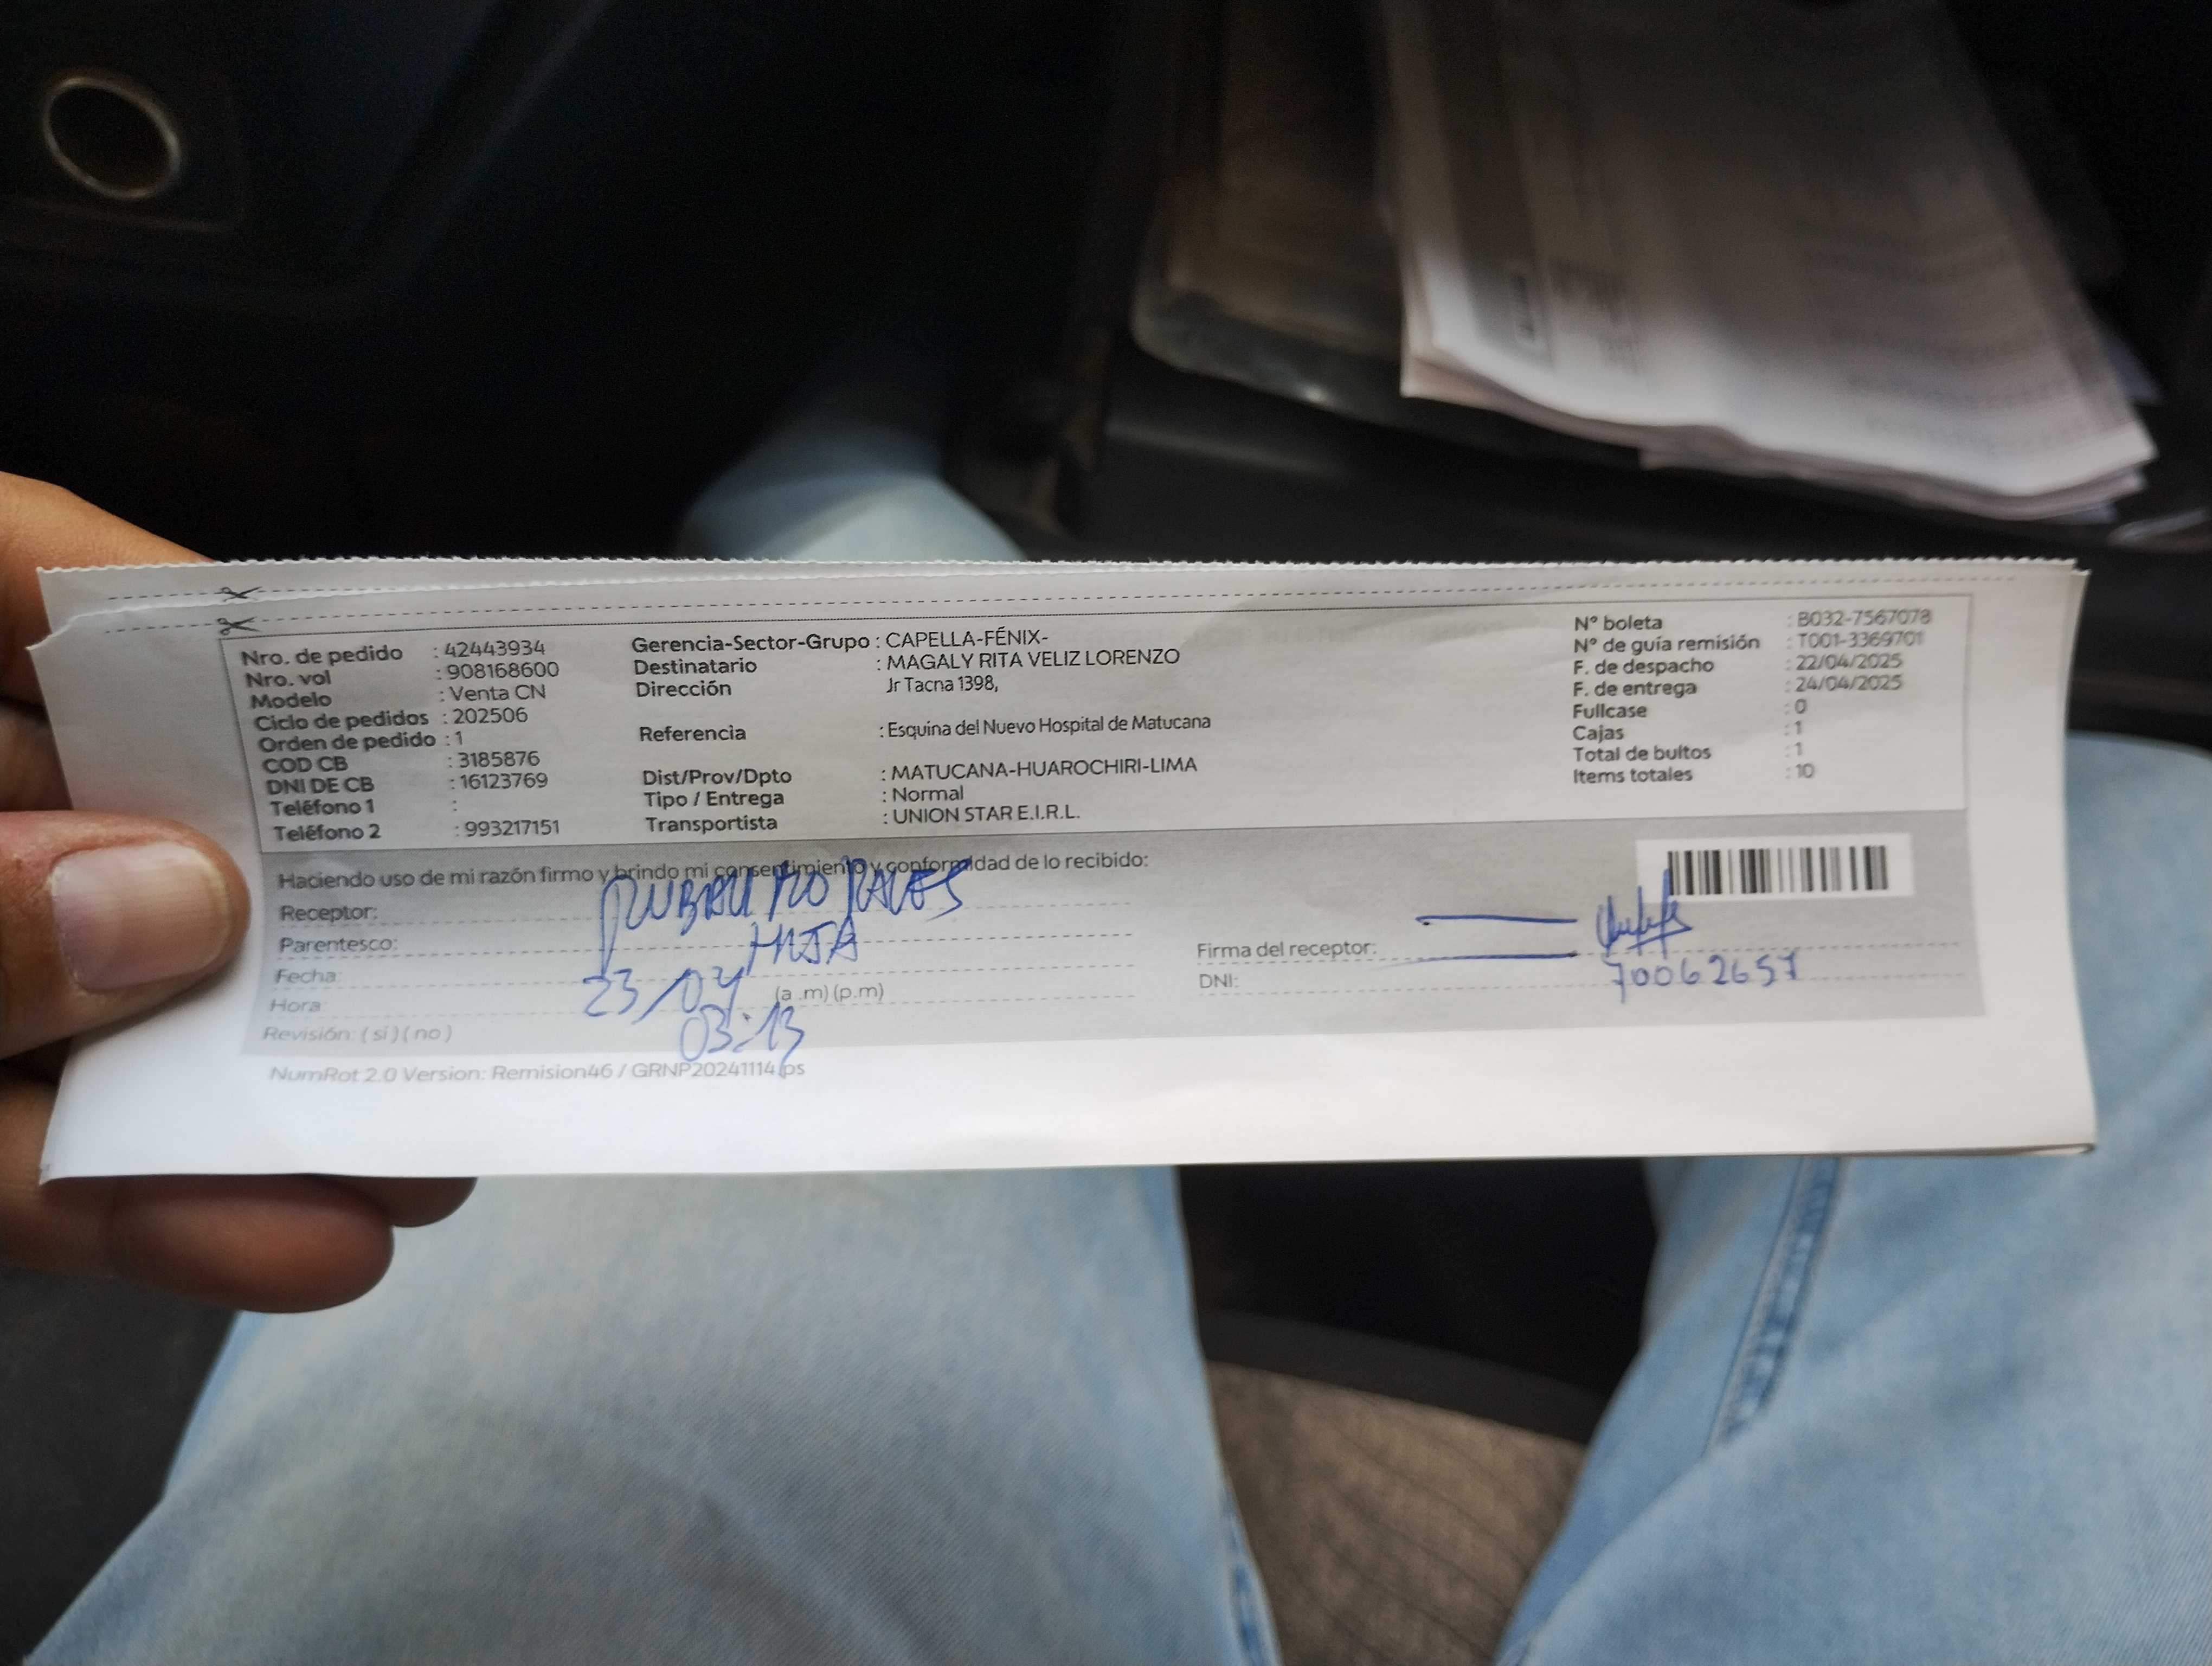 Nro. de pedido : 42443934
Nro. vol : 908168600
Modelo : Venta CN
Ciclo de pedidos : 202506
Orden de pedido : 1
COD CB : 3185876
DNI DE CB : 16123769
Teléfono 1 :
Teléfono 2 : 993217151
Gerencia-Sector-Grupo : CAPELLA-FÉNIX-
Destinatario : MAGALY RITA VELIZ LORENZO
Dirección Jr Tacna 1398,
Referencia : Esquina del Nuevo Hospital de Matucana
Dist/Prov/Dpto : MATUCANA-HUAROCHIRI-LIMA
Tipo / Entrega : Normal
Transportista : UNION STAR E.I.R.L.
N° boleta : B032-7567078
N° de guía remisión : T001-3369701
F. de despacho : 22/04/2025
F. de entrega : 24/04/2025
Fullcase : 0
Cajas : 1
Total de bultos : 1
Items totales : 10
Haciendo uso de mi razón firmo y brindo mi consentimiento y conformidad de lo recibido:
Receptor:
Parentesco: HIJA
Fecha: 23/04
Hora: (a .m) (p.m) 03:13
Revisión: ( si ) ( no )
Firma del receptor:
DNI: 70062657
NumRot 2.0 Version: Remision46 / GRNP20241114.ps